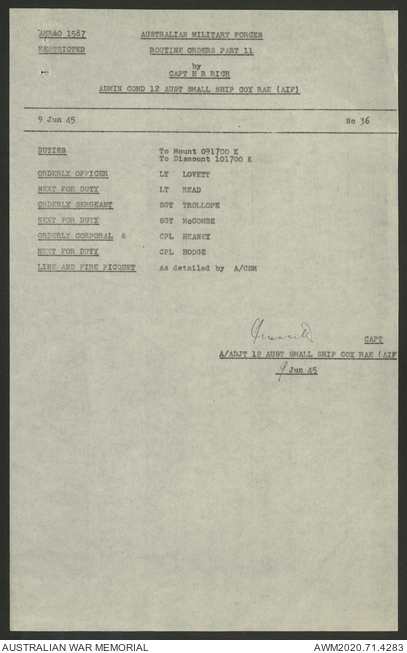 AMR&O 1587 AUSTRALIAN MILITARY FORCES
RESTRICTED ROUTINE ORDERS PART 11
by
CAPT H R RICH
ADMIN COMD 12 AUST SMALL SHIP COY RAE (AIF)
9 Jun 45 No 36
DUTIES To Mount 091700 K
To Dismount 101700 K
ORDERLY OFFICER LT LOVETT
NEXT FOR DUTY LT READ
ORDERLY SERGEANT SGT TROLLOPE
NEXT FOR DUTY SGT McCOMBE
ORDERLY CORPORAL & CPL HEANEY
NEXT FOR DUTY CPL HODGE
LINE AND FIRE PICQUET As detailed by A/CSM
CAPT
A/ADJT 12 AUST SMALL SHIP COY RAE (AIF
9 Jun 45
AUSTRALIAN WAR MEMORIAL AWM2020.71.4283